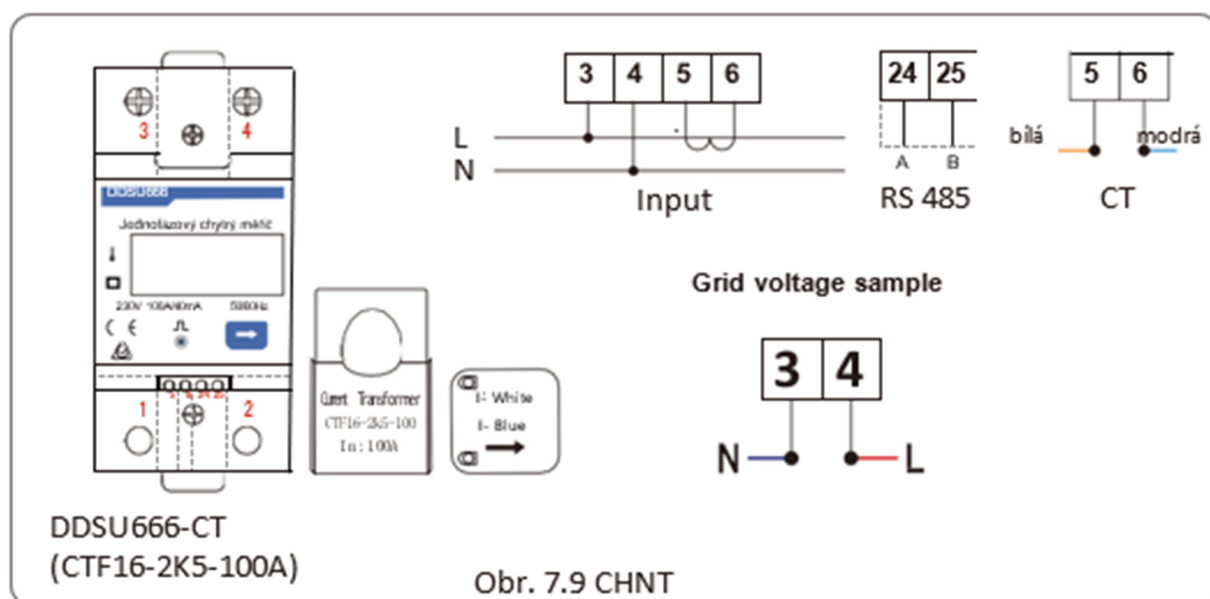 3 4
DDSU666
Jednofázový chytrý měřič
230V 100A/40mA
1 2
Current Transformer
CTF16-2k5-100
In:100A
I: White
I- Blue
DDSU666-CT
(CTF16-2K5-100A)
3 4 5 6
L
N
Input
24 25
A B
RS 485
5 6
bílá modrá
CT
Grid voltage sample
3 4
N L
Obr. 7.9 CHNT